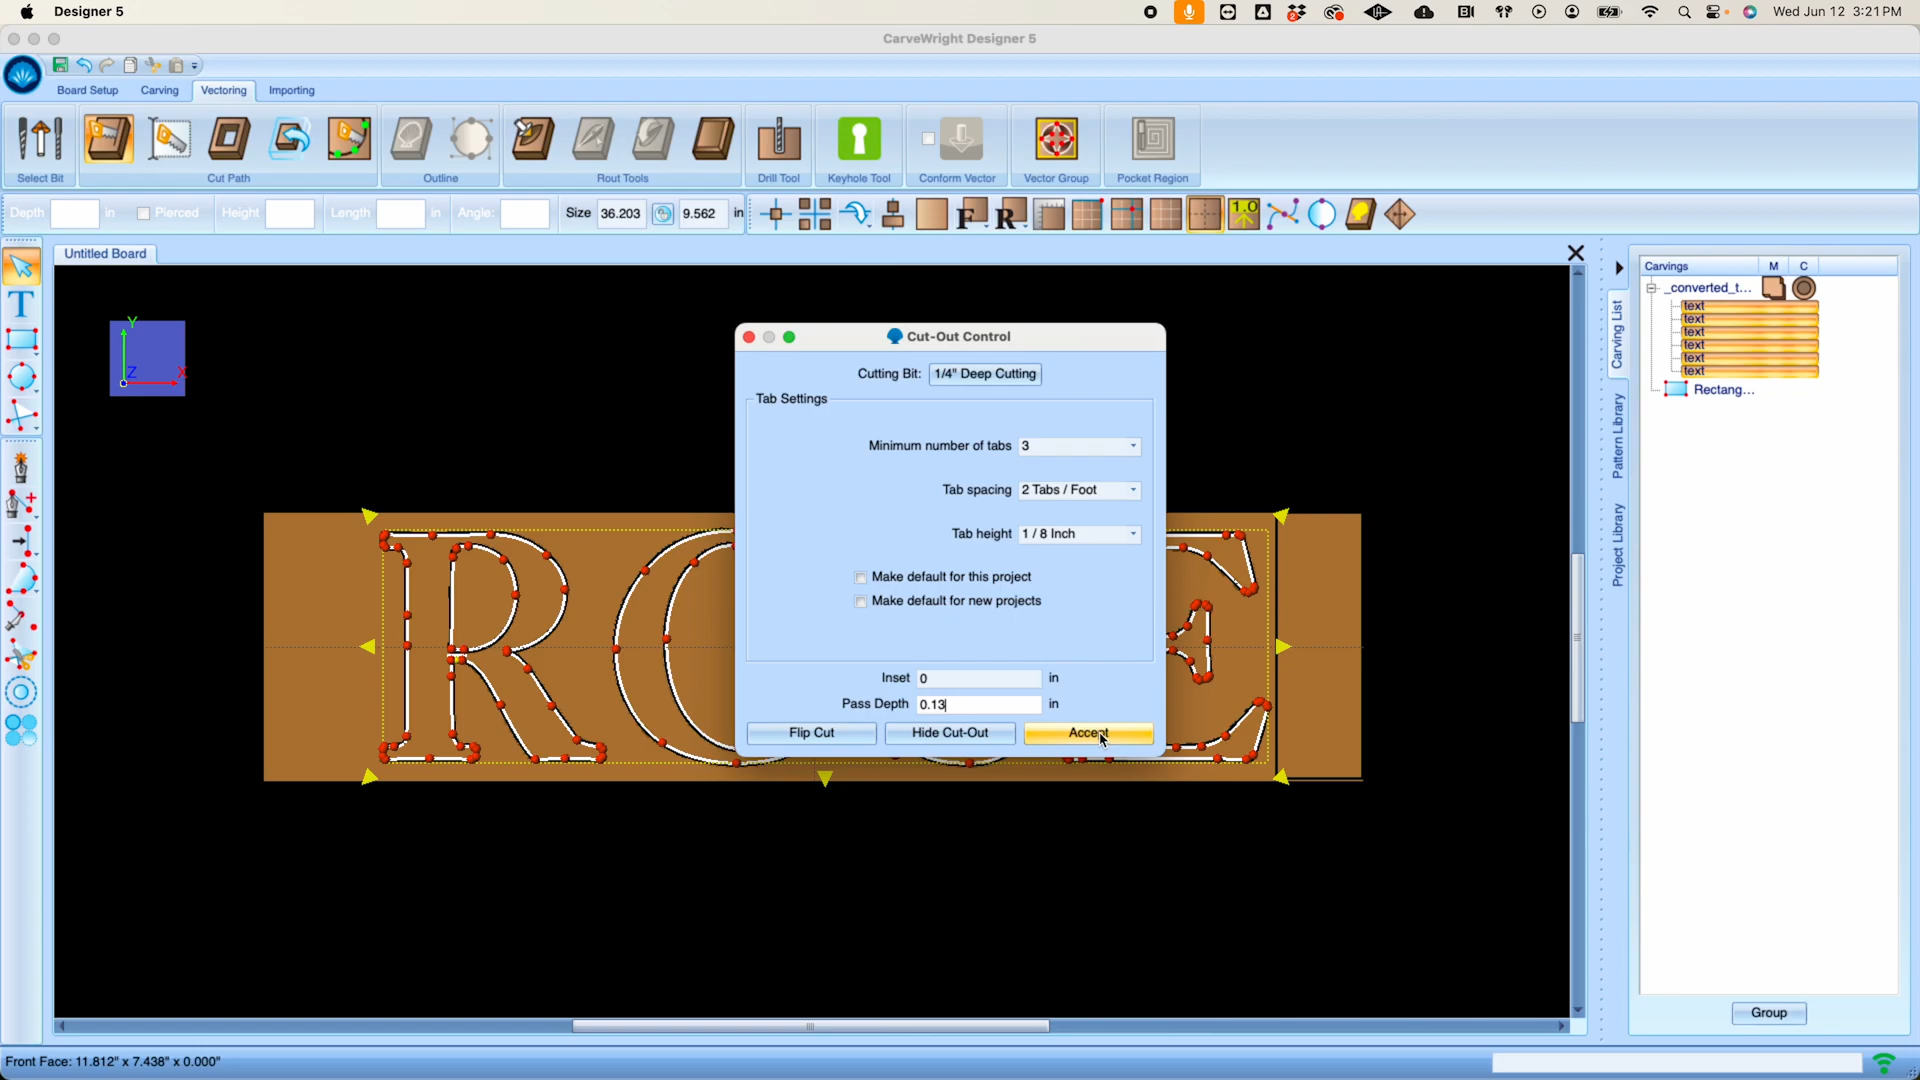 Designer 5
Wed Jun 12 3:21 PM
CarveWright Designer 5
Board Setup Carving Vectoring Importing
Select Bit Cut Path Outline Rout Tools Drill Tool Keyhole Tool Conform Vector Vector Group Pocket Region
Depth in Pierced Height Length in Angle: Size 36.203 9.562 in F R 1.0
Untitled Board
Carvings M C
_converted_t...
text
text
text
text
text
text
Rectang...
Carving List
Pattern Library
Project Library
Y
Z X
Cut-Out Control
Cutting Bit: 1/4" Deep Cutting
Tab Settings
Minimum number of tabs 3
Tab spacing 2 Tabs / Foot
Tab height 1 / 8 Inch
Make default for this project
Make default for new projects
Inset 0 in
Pass Depth 0.13 in
Flip Cut Hide Cut-Out Accept
Group
Front Face: 11.812" x 7.438" x 0.000"